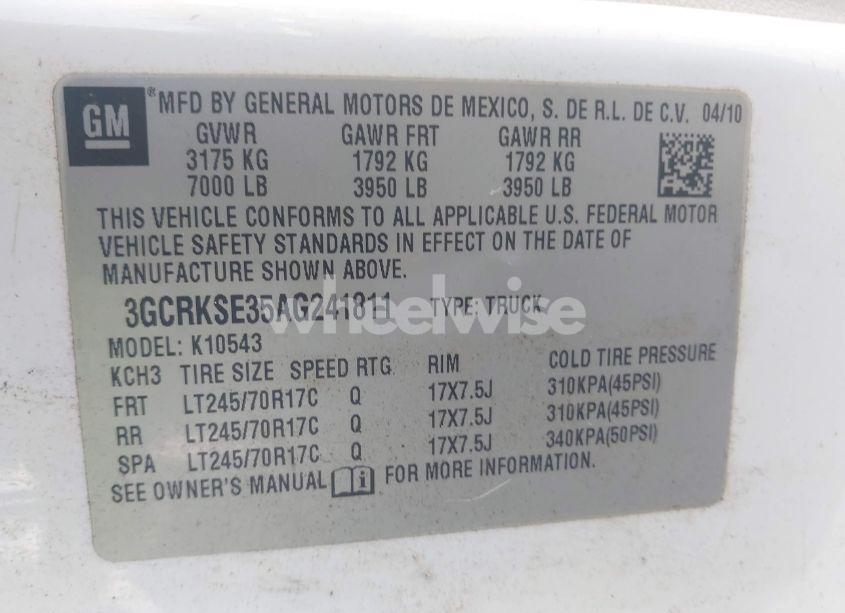 GM
®MFD BY GENERAL MOTORS DE MEXICO, S. DE R.L. DE C.V. 04/10
GVWR GAWR FRT GAWR RR
3175 KG 1792 KG 1792 KG
7000 LB 3950 LB 3950 LB
THIS VEHICLE CONFORMS TO ALL APPLICABLE U.S. FEDERAL MOTOR
VEHICLE SAFETY STANDARDS IN EFFECT ON THE DATE OF
MANUFACTURE SHOWN ABOVE.
3GCRKSE35AG241811 TYPE: TRUCK
wheelwise
MODEL: K10543
KCH3 TIRE SIZE SPEED RTG RIM COLD TIRE PRESSURE
FRT LT245/70R17C Q 17X7.5J 310KPA(45PSI)
RR LT245/70R17C Q 17X7.5J 310KPA(45PSI)
SPA LT245/70R17C Q 17X7.5J 340KPA(50PSI)
SEE OWNER'S MANUAL i FOR MORE INFORMATION.